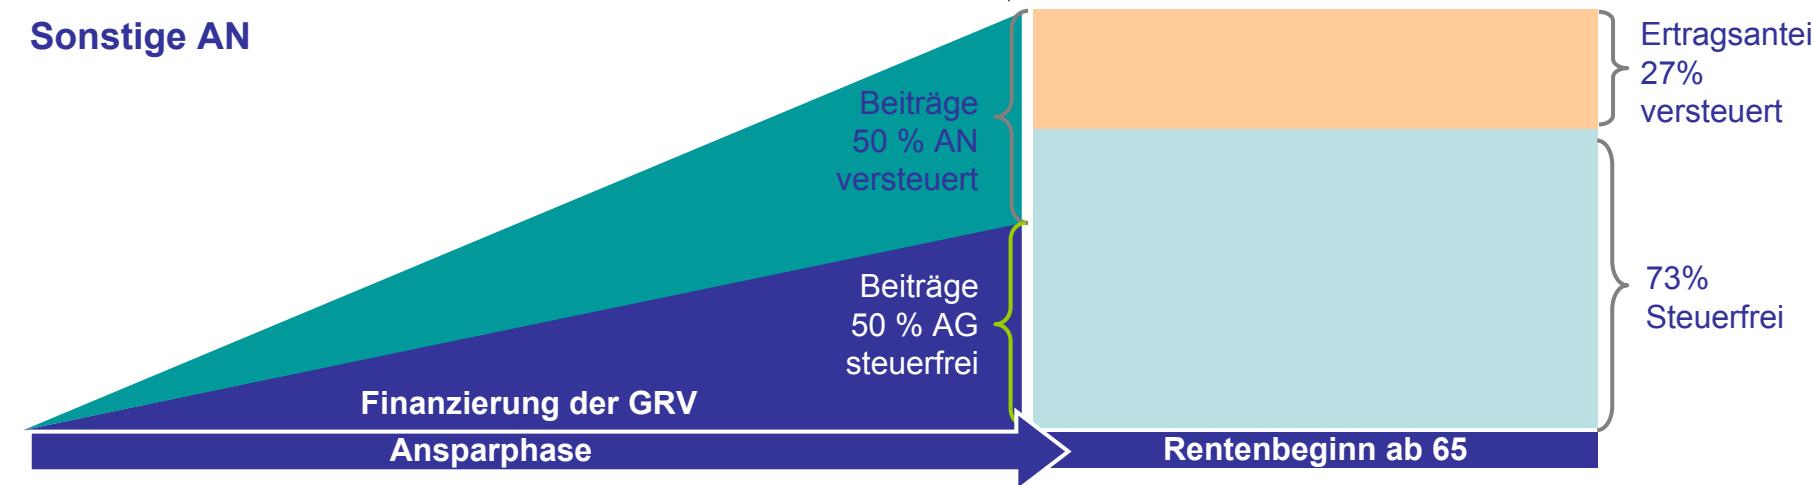 Sonstige AN
Beiträge
50 % AN
versteuert
Beiträge
50 % AG
steuerfrei
Finanzierung der GRV
Ansparphase
Rentenbeginn ab 65
Ertragsantei
27%
versteuert
73%
Steuerfrei